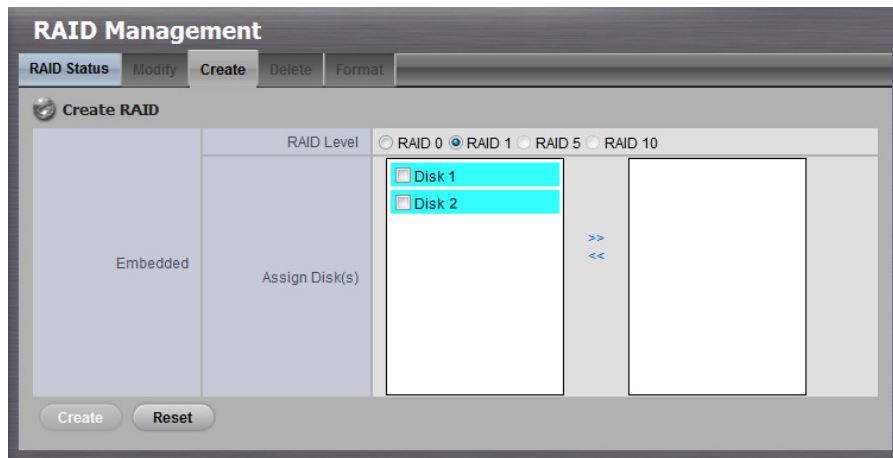 RAID Management
RAID Status Modify Create Delete Format
Create RAID
RAID Level RAID 0 RAID 1 RAID 5 RAID 10
Disk 1
Disk 2
>>
<<
Embedded Assign Disk(s)
Create Reset